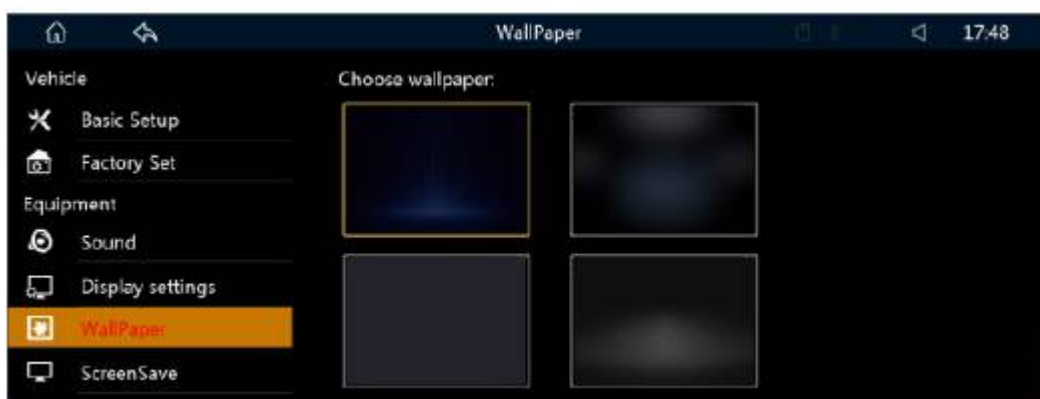 WallPaper
17:48
Vehicle
Basic Setup
Factory Set
Equipment
Sound
Display settings
WallPaper
ScreenSave
Choose wallpaper: